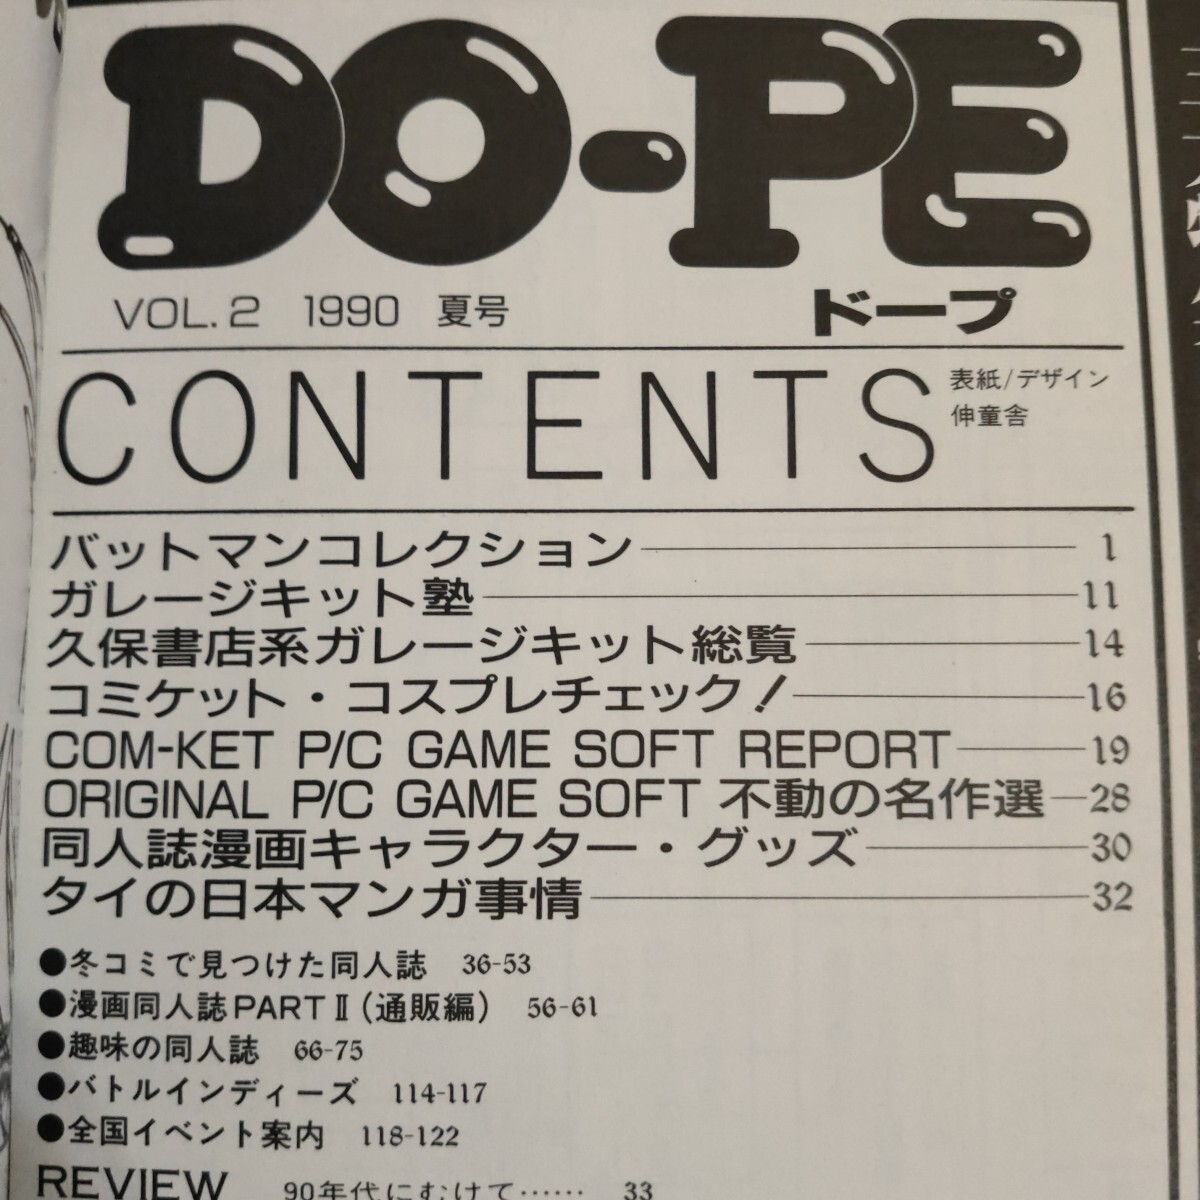 DO-PE
VOL.2 1990 夏号
ドープ
CONTENTS
表紙/デザイン
伸童舎
バットマンコレクション 1
ガレージキット塾 11
久保書店系ガレージキット総覧 14
コミケット・コスプレチェック! 16
COM-KET P/C GAME SOFT REPORT 19
ORIGINAL P/C GAME SOFT 不動の名作選 28
同人誌漫画キャラクター・グッズ 30
タイの日本マンガ事情 32
●冬コミで見つけた同人誌 36-53
●漫画同人誌PARTⅡ(通販編) 56-61
●趣味の同人誌 66-75
●バトルインディーズ 114-117
●全国イベント案内 118-122
REVIEW 90年代にむけて…… 33